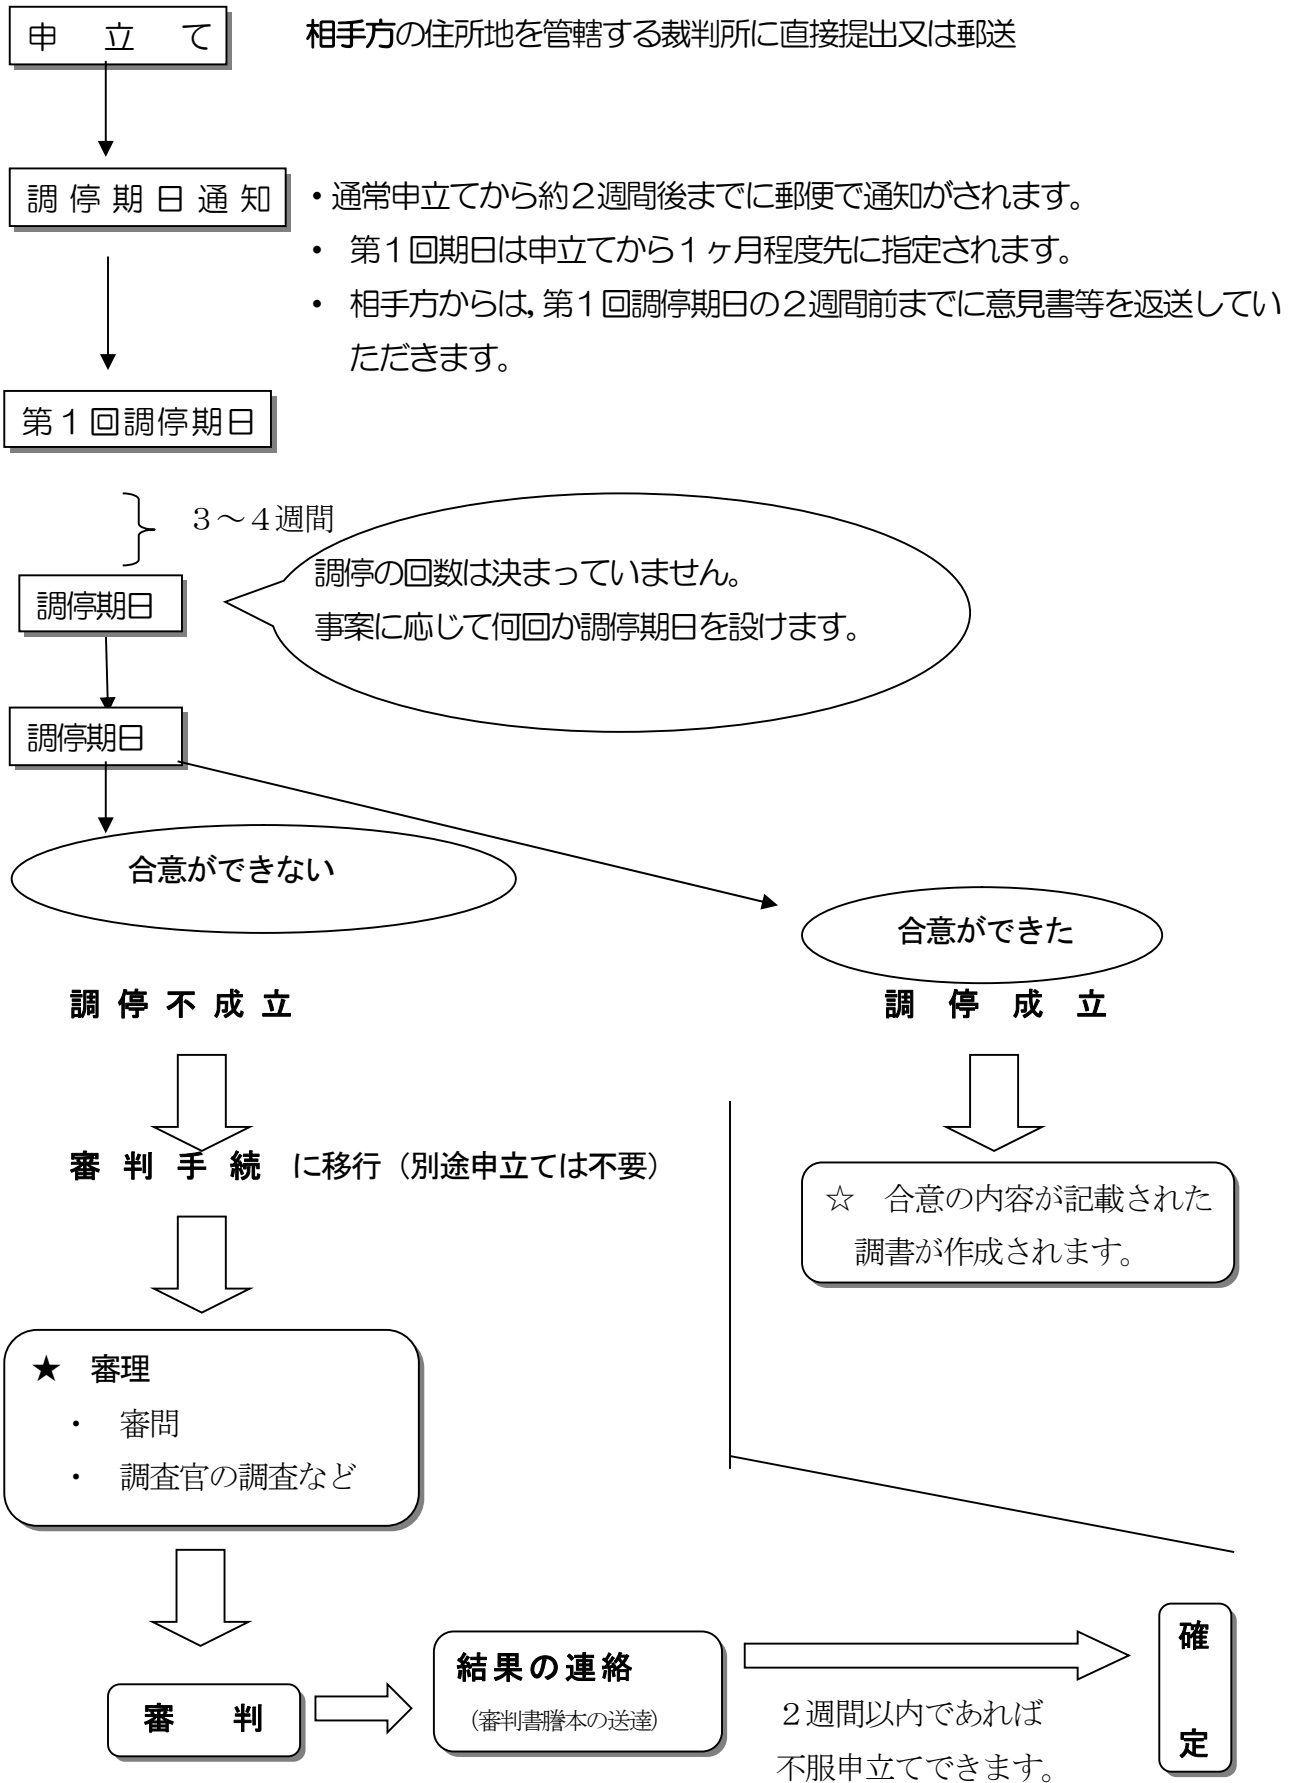 申 立 て
相手方の住所地を管轄する裁判所に直接提出又は郵送
調停期日通知
・通常申立てから約２週間後までに郵便で通知がされます。
・ 第１回期日は申立てから１ヶ月程度先に指定されます。
・ 相手方からは，第１回調停期日の２週間前までに意見書等を返送してい
ただきます。
第１回調停期日
３～４週間
調停の回数は決まっていません。
事案に応じて何回か調停期日を設けます。
調停期日
調停期日
合意ができない
合意ができた
調停不成立
調 停 成 立
審判手続 に移行（別途申立ては不要）
☆ 合意の内容が記載された
調書が作成されます。
★ 審理
・ 審問
・ 調査官の調査など
審 判
結果の連絡
（審判書謄本の送達）
２週間以内であれば
不服申立てできます。
確
定